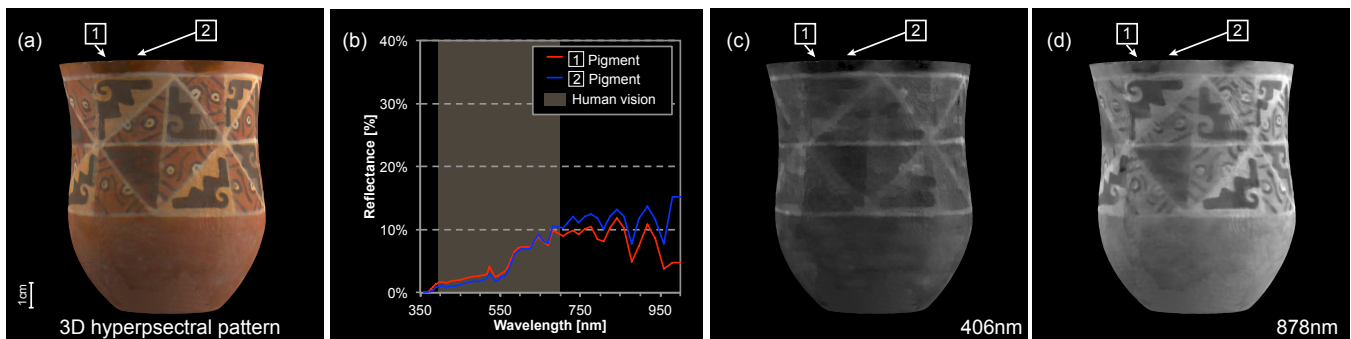 (a)
1
2
1cm
3D hyperpsectral pattern
(b)
40%
30%
20%
10%
0%
Reflectance [%]
1 Pigment
2 Pigment
Human vision
350 550 750 950
Wavelength [nm]
(c)
1
2
406nm
(d)
1
2
878nm